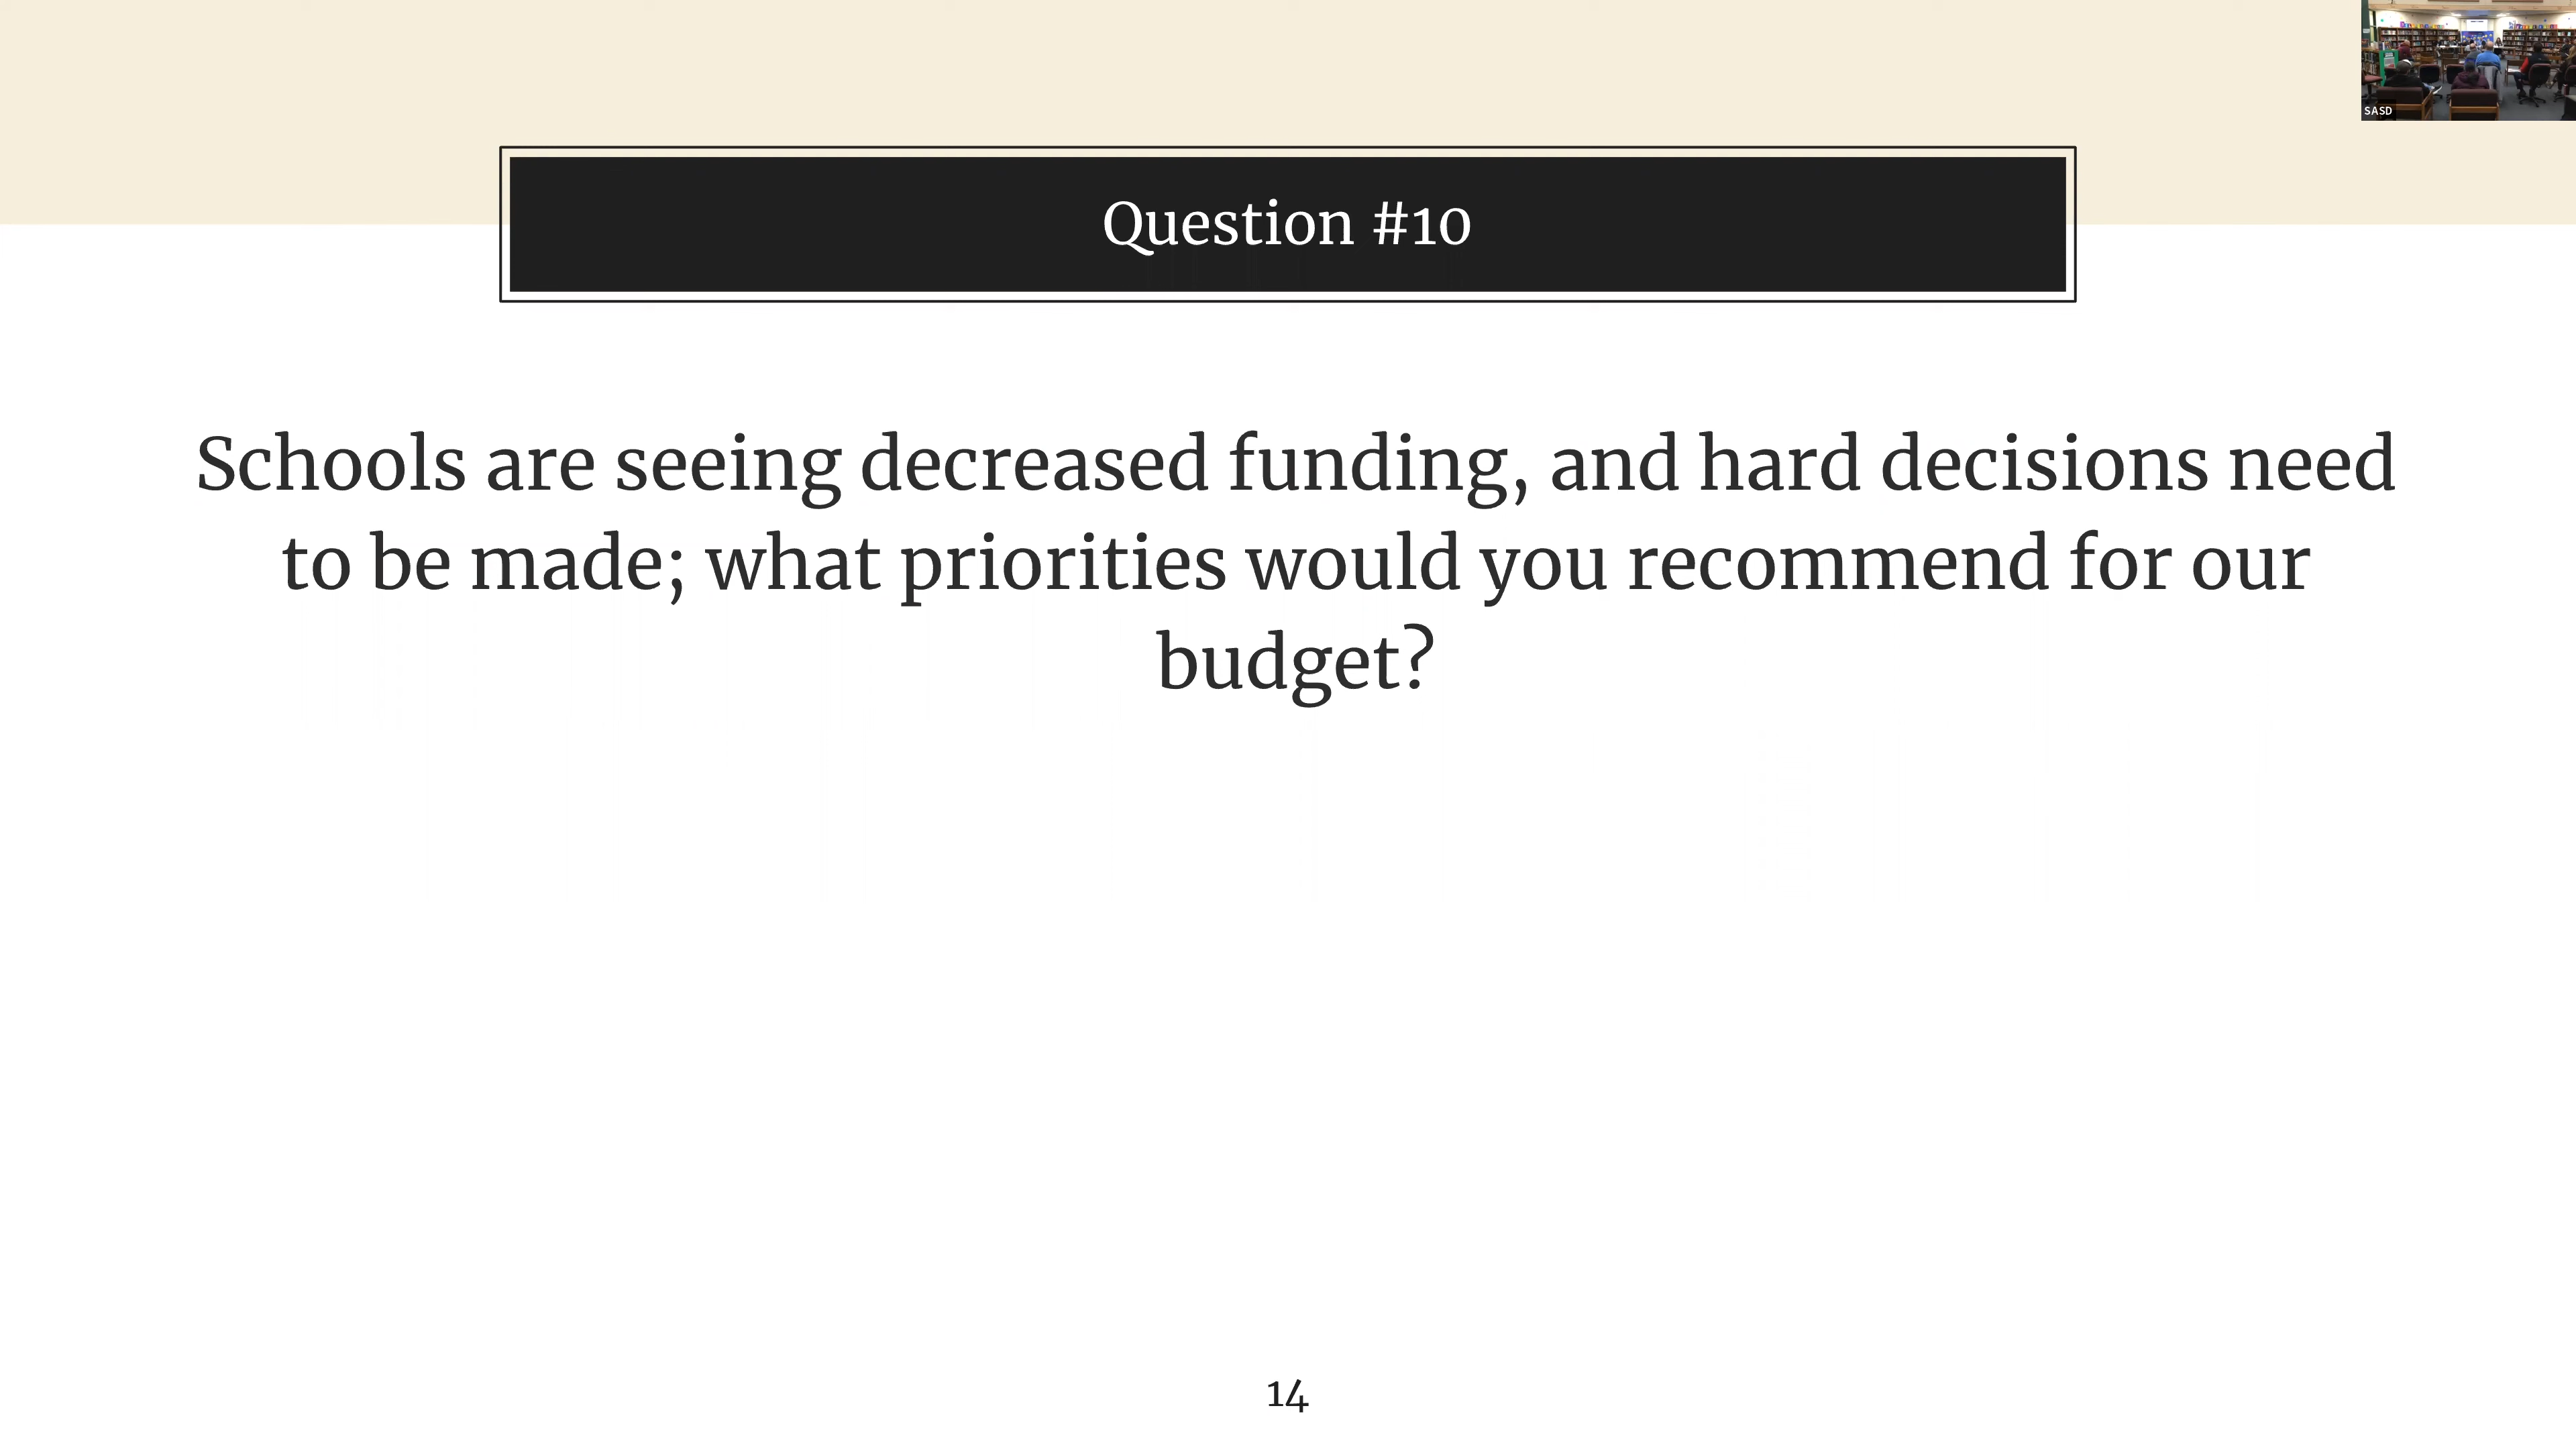 SASD
Question #10
Schools are seeing decreased funding, and hard decisions need
to be made; what priorities would you recommend for our
budget?
14